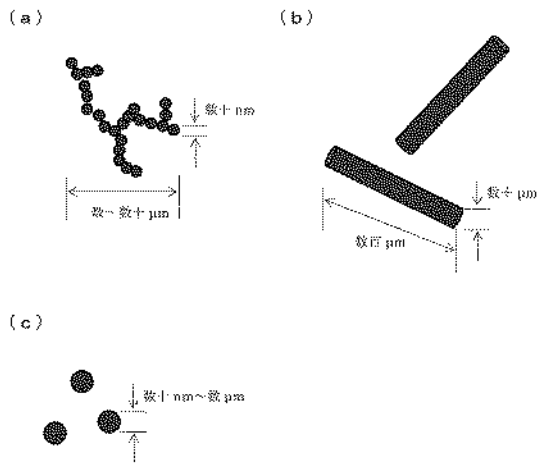 (a)
数十 nm
数～数十 μm
(b)
数十 μm
数百 μm
(c)
数十 nm～数 μm